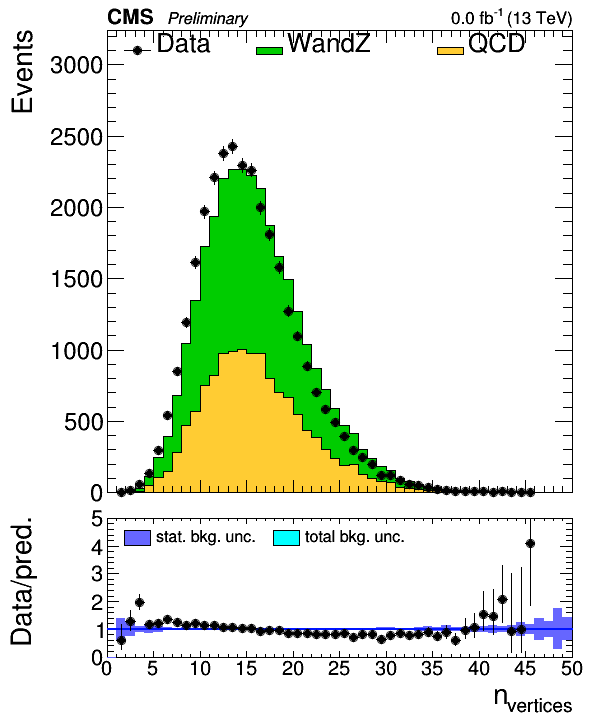 CMS Preliminary 0.0 fb⁻¹ (13 TeV)
Events
Data WandZ QCD
3000
2500
2000
1500
1000
500
0
Data/pred.
stat. bkg. unc. total bkg. unc.
5
4
3
2
1
0
0 5 10 15 20 25 30 35 40 45 50
n_vertices